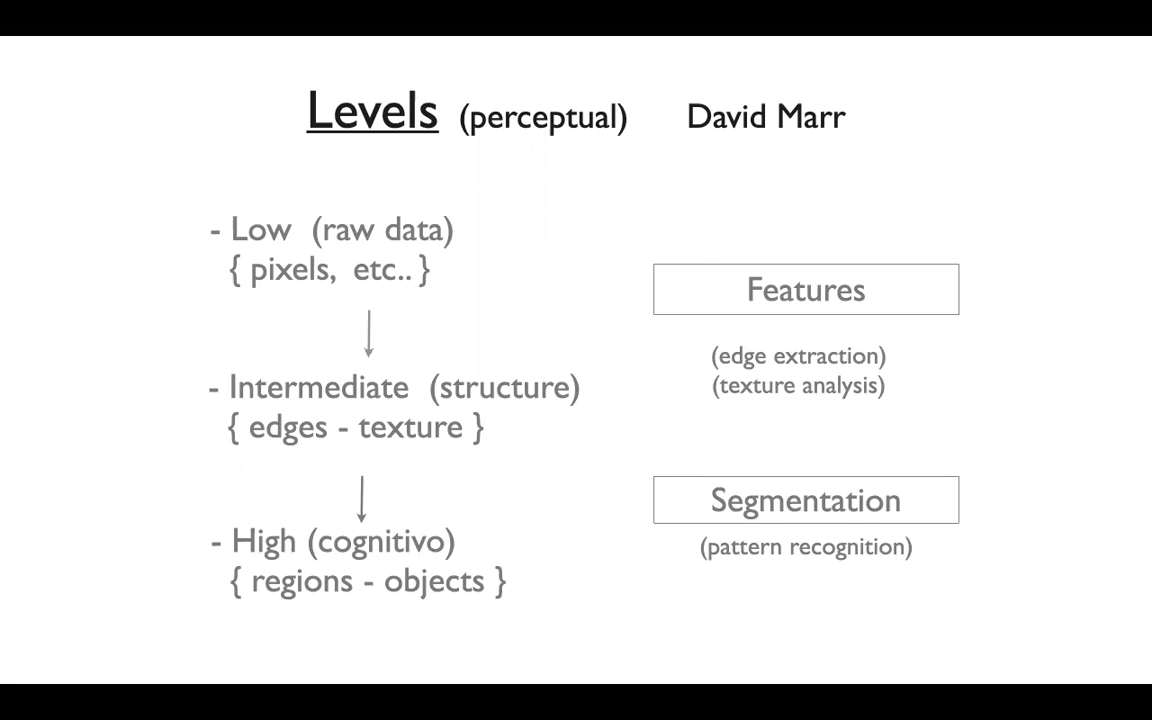 Levels (perceptual) David Marr
- Low (raw data)
{ pixels, etc.. }
- Intermediate (structure)
{ edges - texture }
- High (cognitivo)
{ regions - objects }
Features
(edge extraction)
(texture analysis)
Segmentation
(pattern recognition)